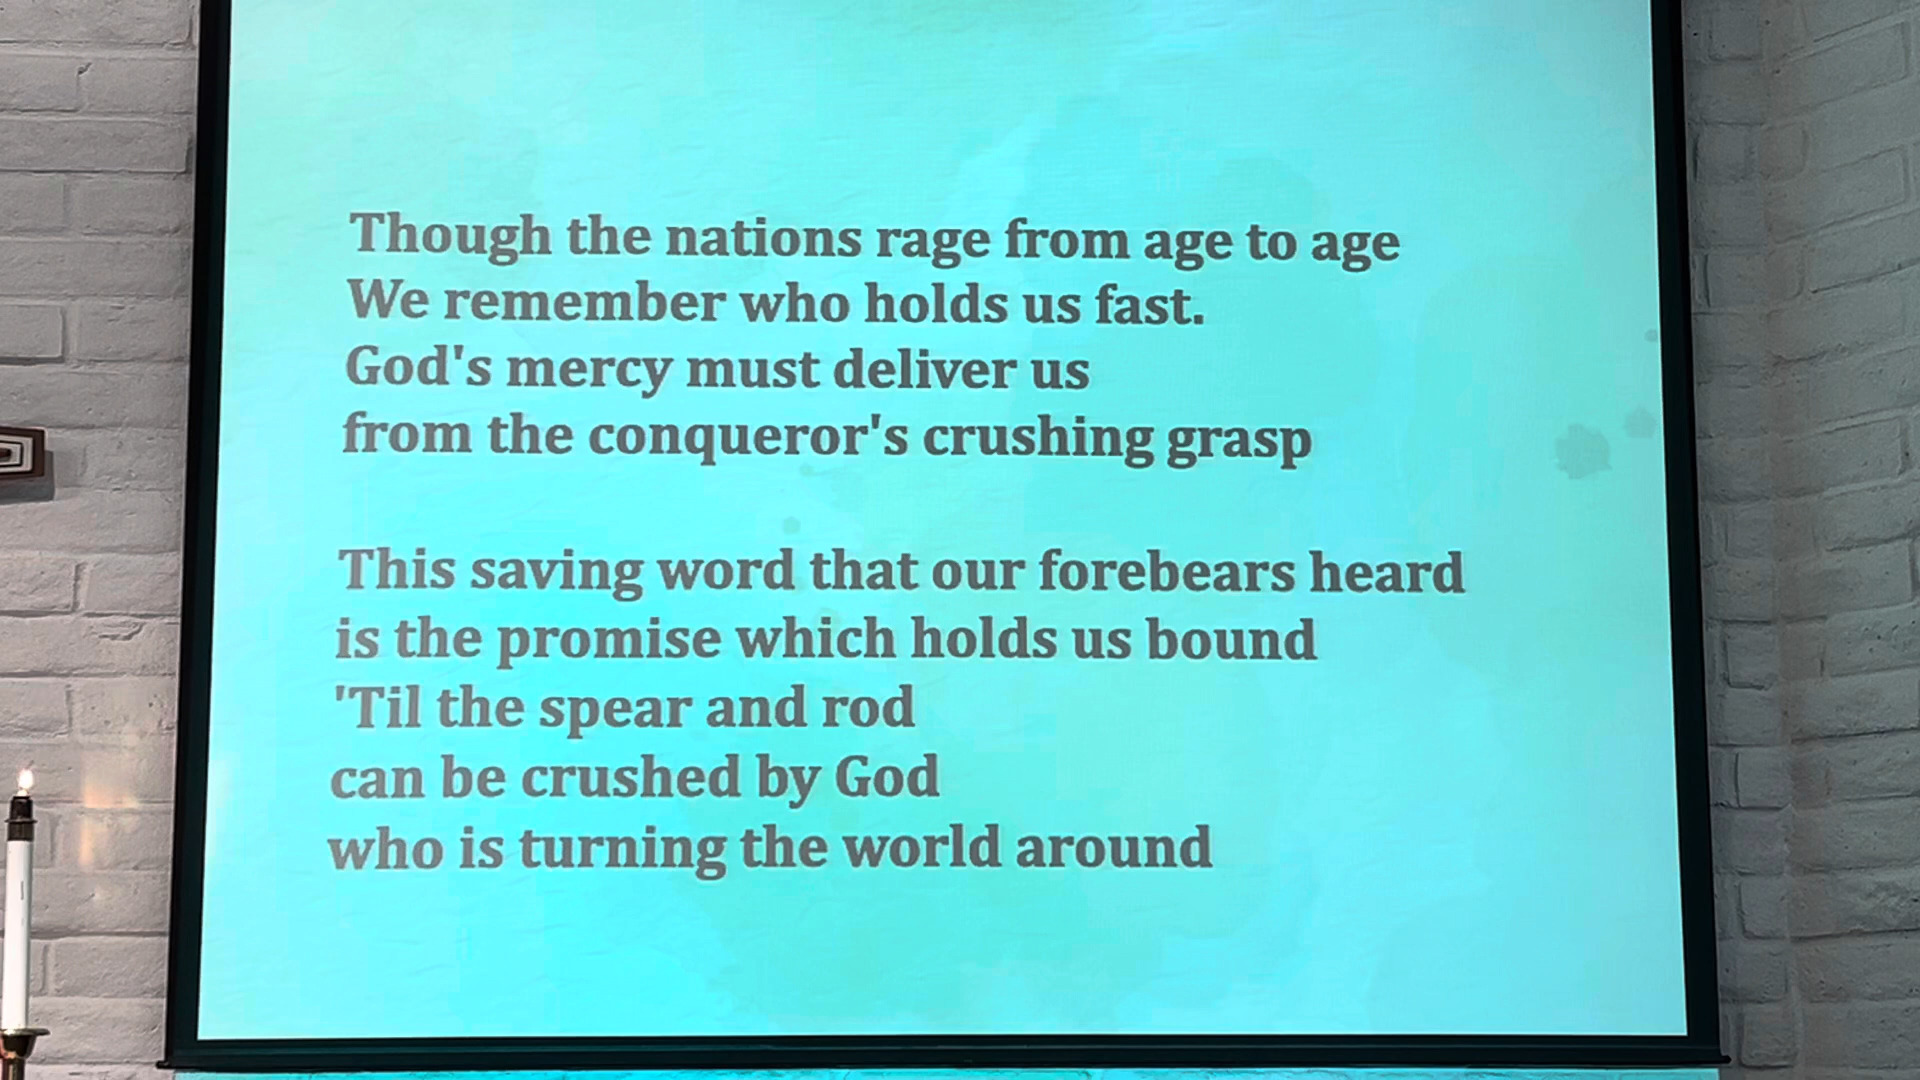 Though the nations rage from age to age
We remember who holds us fast.
God's mercy must deliver us
from the conqueror's crushing grasp
This saving word that our forebears heard
is the promise which holds us bound
'Til the spear and rod
can be crushed by God
who is turning the world around